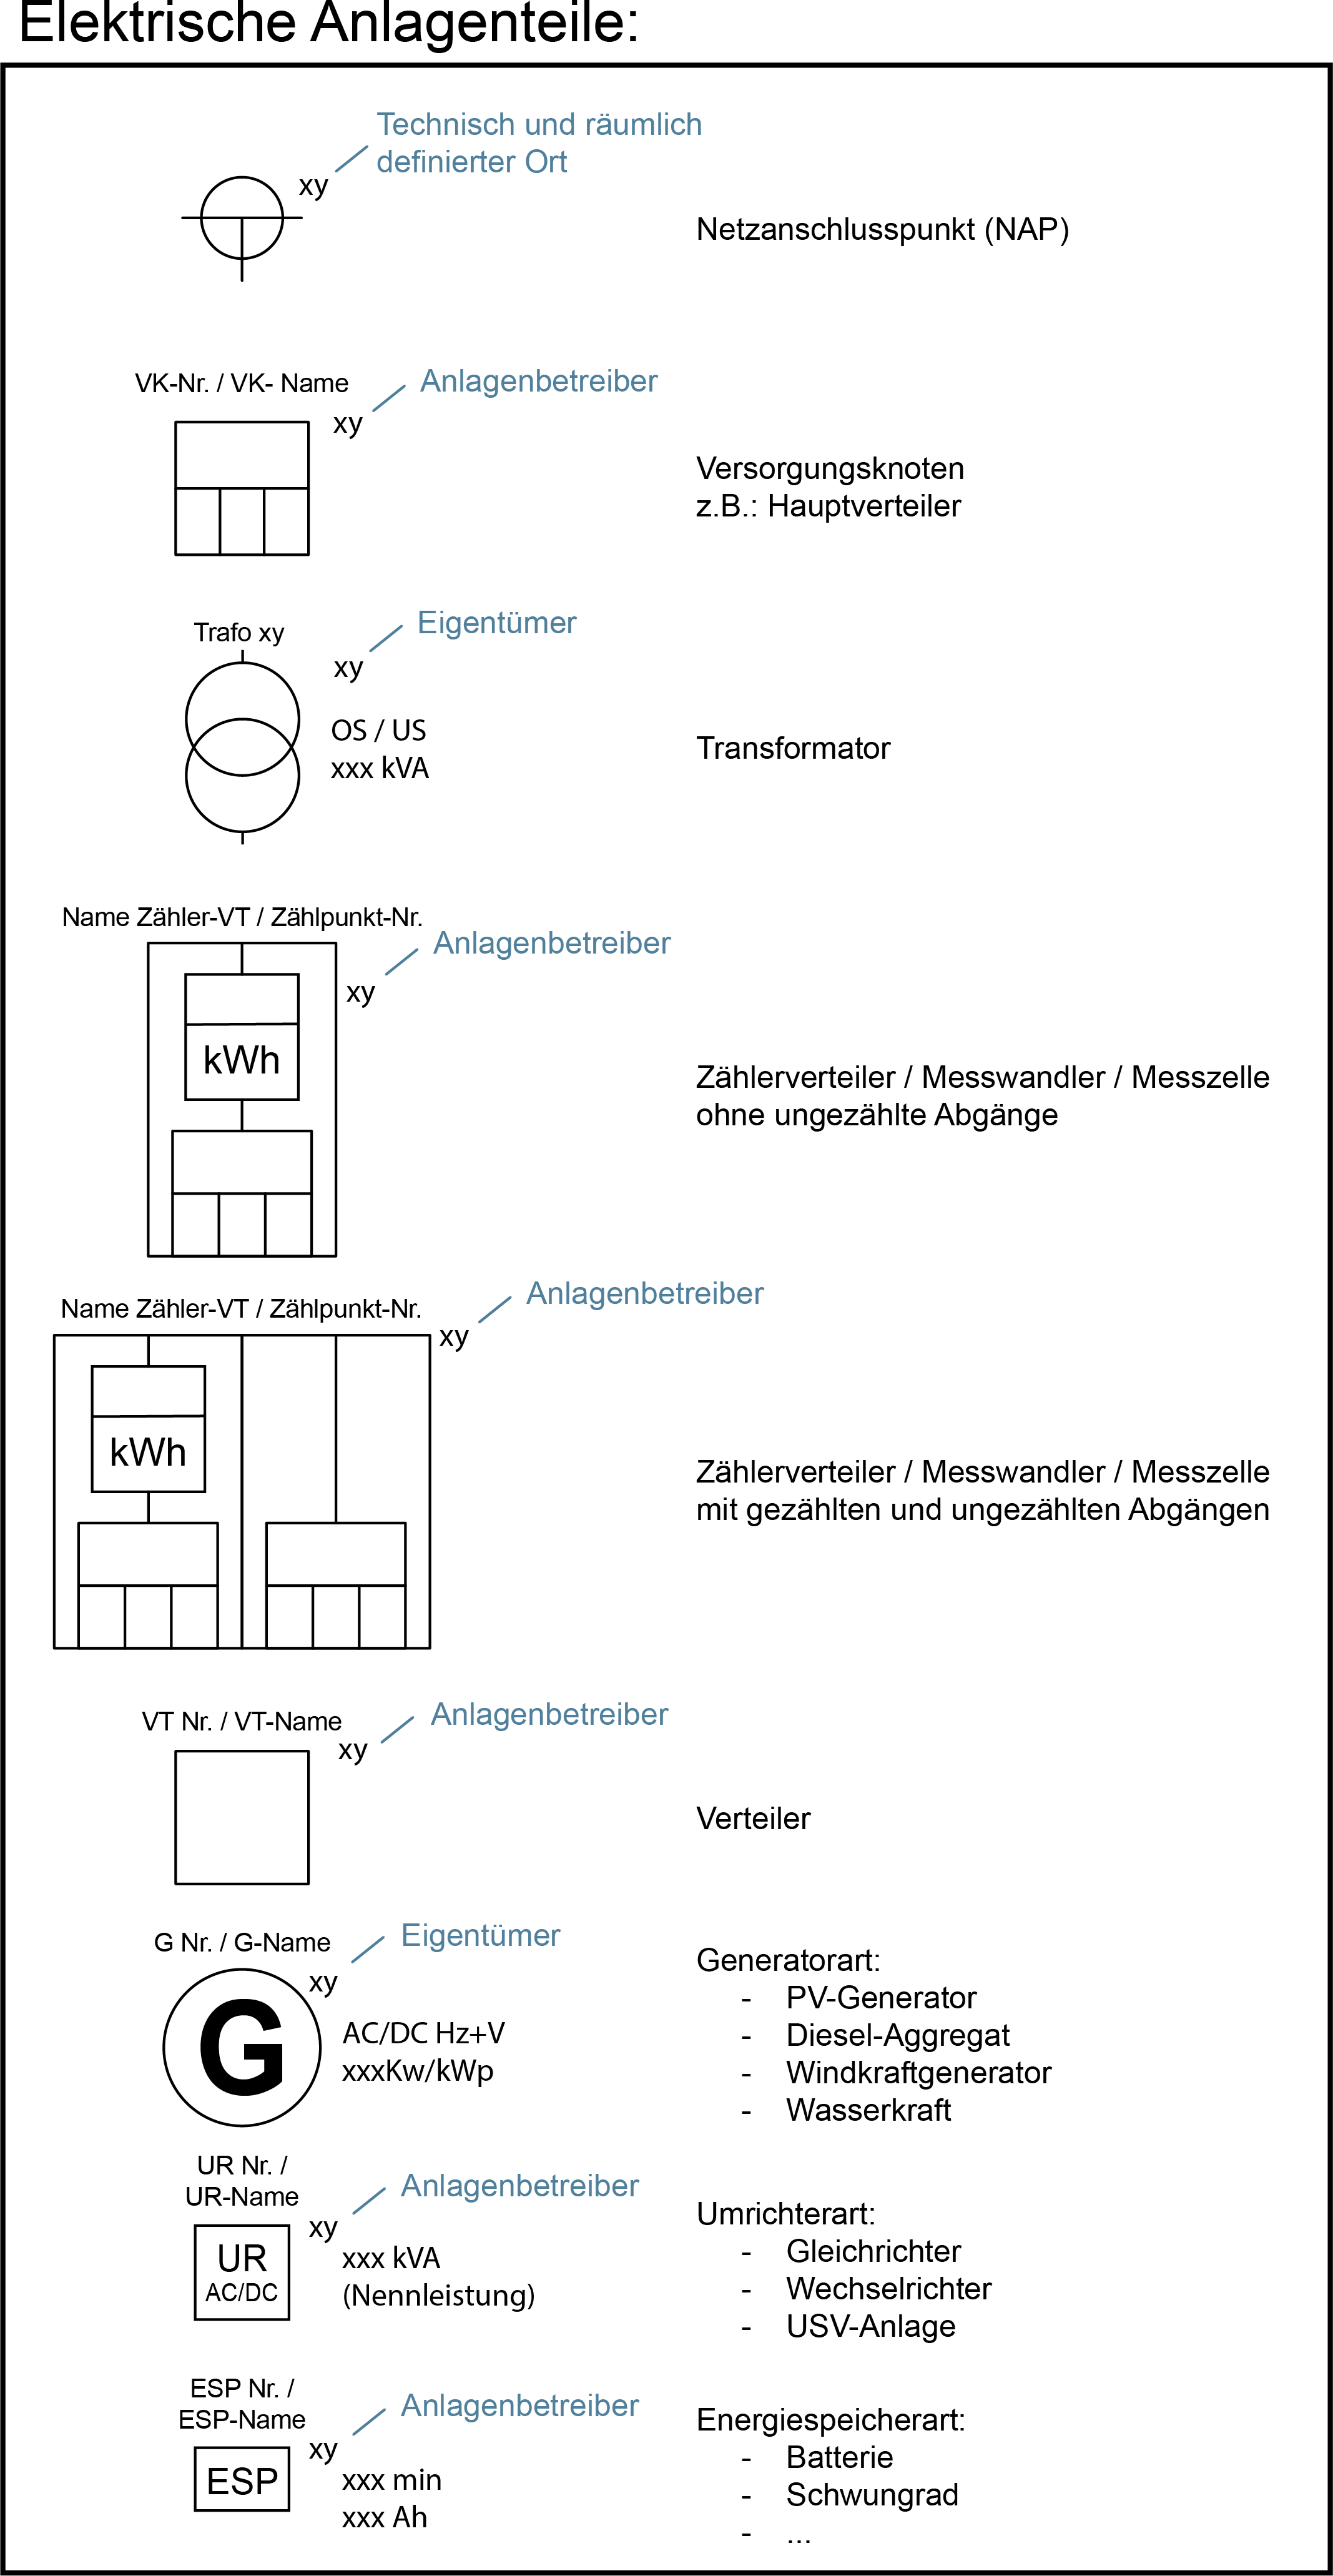 Elektrische Anlagenteile:
Technisch und räumlich
definierter Ort
xy
Netzanschlusspunkt (NAP)
VK-Nr. / VK- Name
Anlagenbetreiber
xy
Versorgungsknoten
z.B.: Hauptverteiler
Trafo xy
Eigentümer
xy
OS / US
xxx kVA
Transformator
Name Zähler-VT / Zählpunkt-Nr.
Anlagenbetreiber
xy
kWh
Zählerverteiler / Messwandler / Messzelle
ohne ungezählte Abgänge
Name Zähler-VT / Zählpunkt-Nr.
Anlagenbetreiber
xy
kWh
Zählerverteiler / Messwandler / Messzelle
mit gezählten und ungezählten Abgängen
VT Nr. / VT-Name
Anlagenbetreiber
xy
Verteiler
G Nr. / G-Name
Eigentümer
xy
G
AC/DC Hz+V
xxxKw/kWp
Generatorart:
- PV-Generator
- Diesel-Aggregat
- Windkraftgenerator
- Wasserkraft
UR Nr. /
UR-Name
Anlagenbetreiber
xy
UR
AC/DC
xxx kVA
(Nennleistung)
Umrichterart:
- Gleichrichter
- Wechselrichter
- USV-Anlage
ESP Nr. /
ESP-Name
Anlagenbetreiber
xy
ESP
xxx min
xxx Ah
Energiespeicherart:
- Batterie
- Schwungrad
- ...